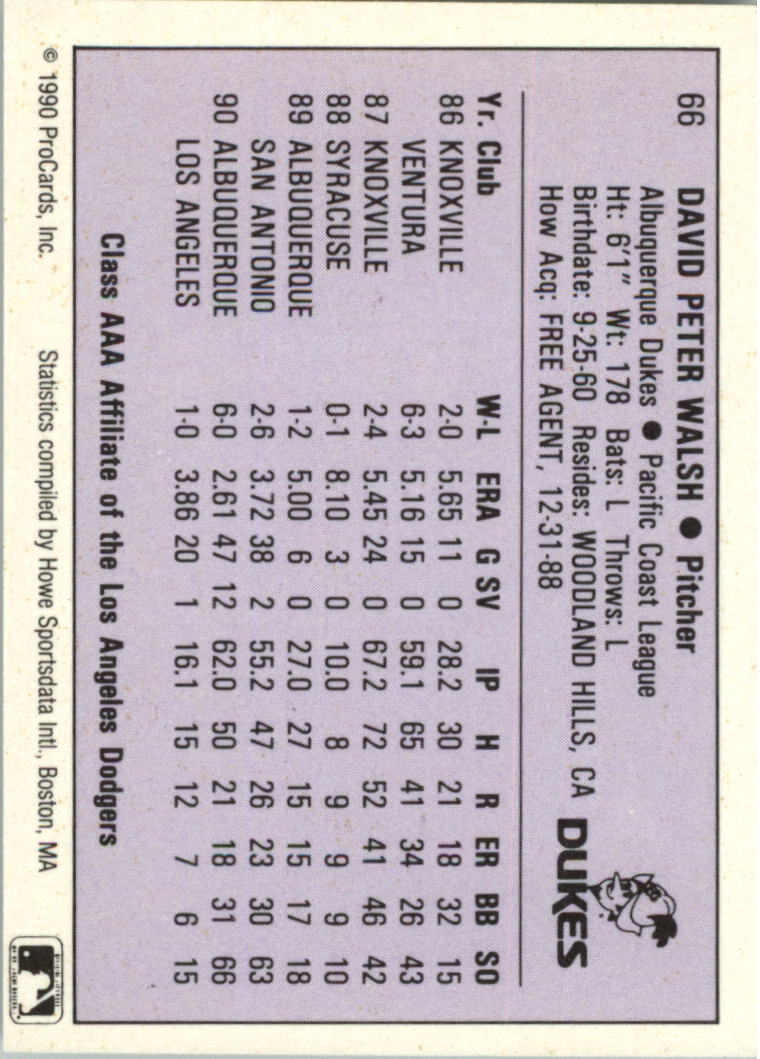 66 DAVID PETER WALSH ● Pitcher
Albuquerque Dukes ● Pacific Coast League
Ht: 6'1" Wt: 178 Bats: L Throws: L
Birthdate: 9-25-60 Resides: WOODLAND HILLS, CA
How Acq: FREE AGENT, 12-31-88
DUKES
Yr. Club W-L ERA G SV IP H R ER BB SO
86 KNOXVILLE 2-0 5.65 11 0 28.2 30 21 18 32 15
VENTURA 6-3 5.16 15 0 59.1 65 41 34 26 43
87 KNOXVILLE 2-4 5.45 24 0 67.2 72 52 41 46 42
88 SYRACUSE 0-1 8.10 3 0 10.0 8 9 9 9 10
89 ALBUQUERQUE 1-2 5.00 6 0 27.0 27 15 15 17 18
SAN ANTONIO 2-6 3.72 38 2 55.2 47 26 23 30 63
90 ALBUQUERQUE 6-0 2.61 47 12 62.0 50 21 18 31 66
LOS ANGELES 1-0 3.86 20 1 16.1 15 12 7 6 15
Class AAA Affiliate of the Los Angeles Dodgers
© 1990 ProCards, Inc. Statistics compiled by Howe Sportsdata Intl., Boston, MA